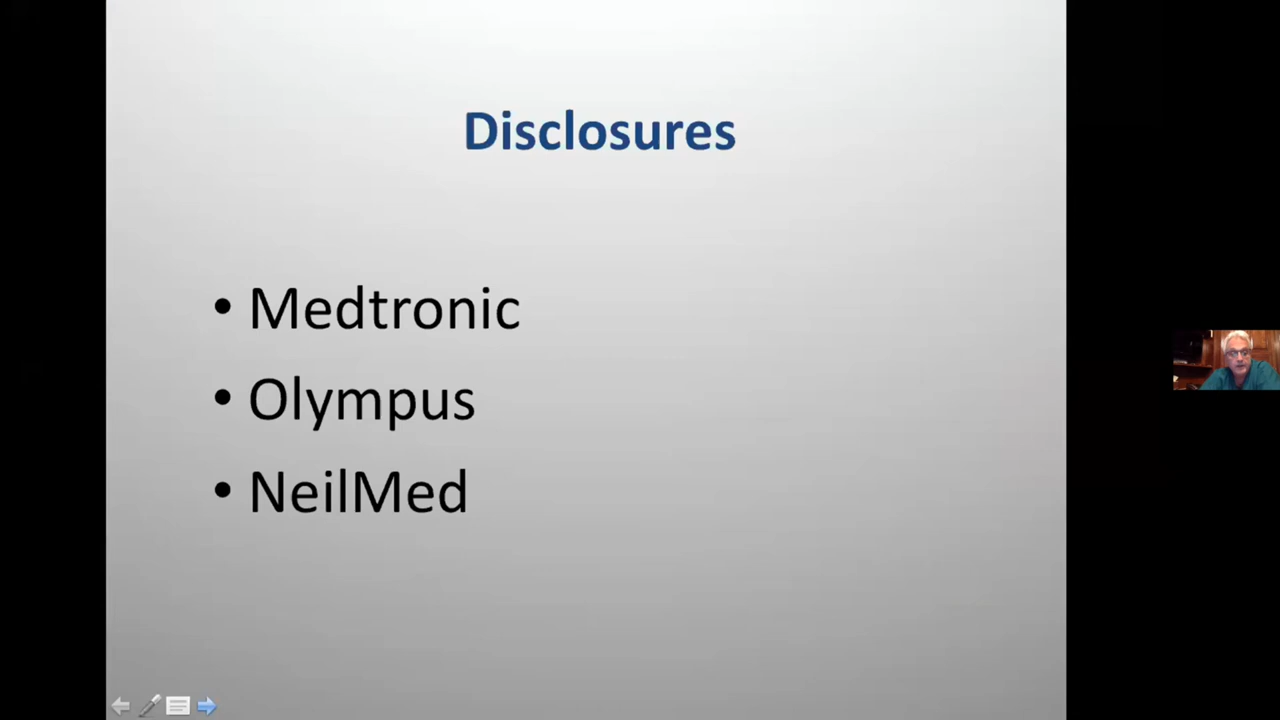 Disclosures
• Medtronic
• Olympus
• NeilMed